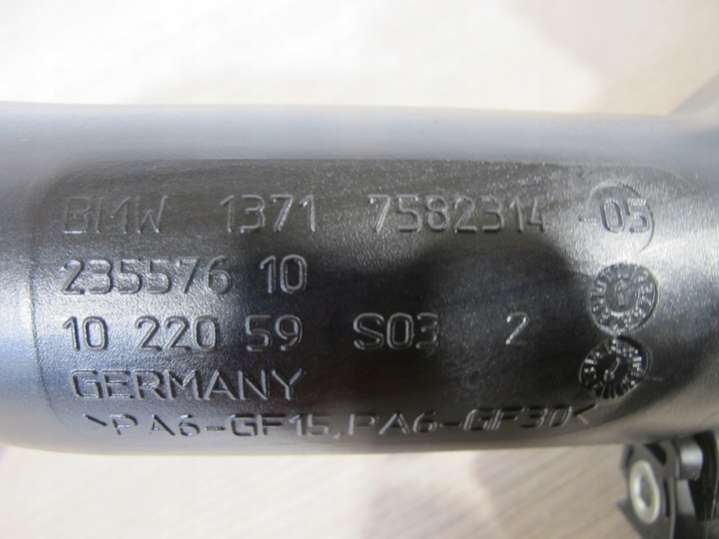 BMW 1371 7582314-05
235576 10
10 220 59 S03 2
GERMANY
>PA6-GF15, PA6-GF30<